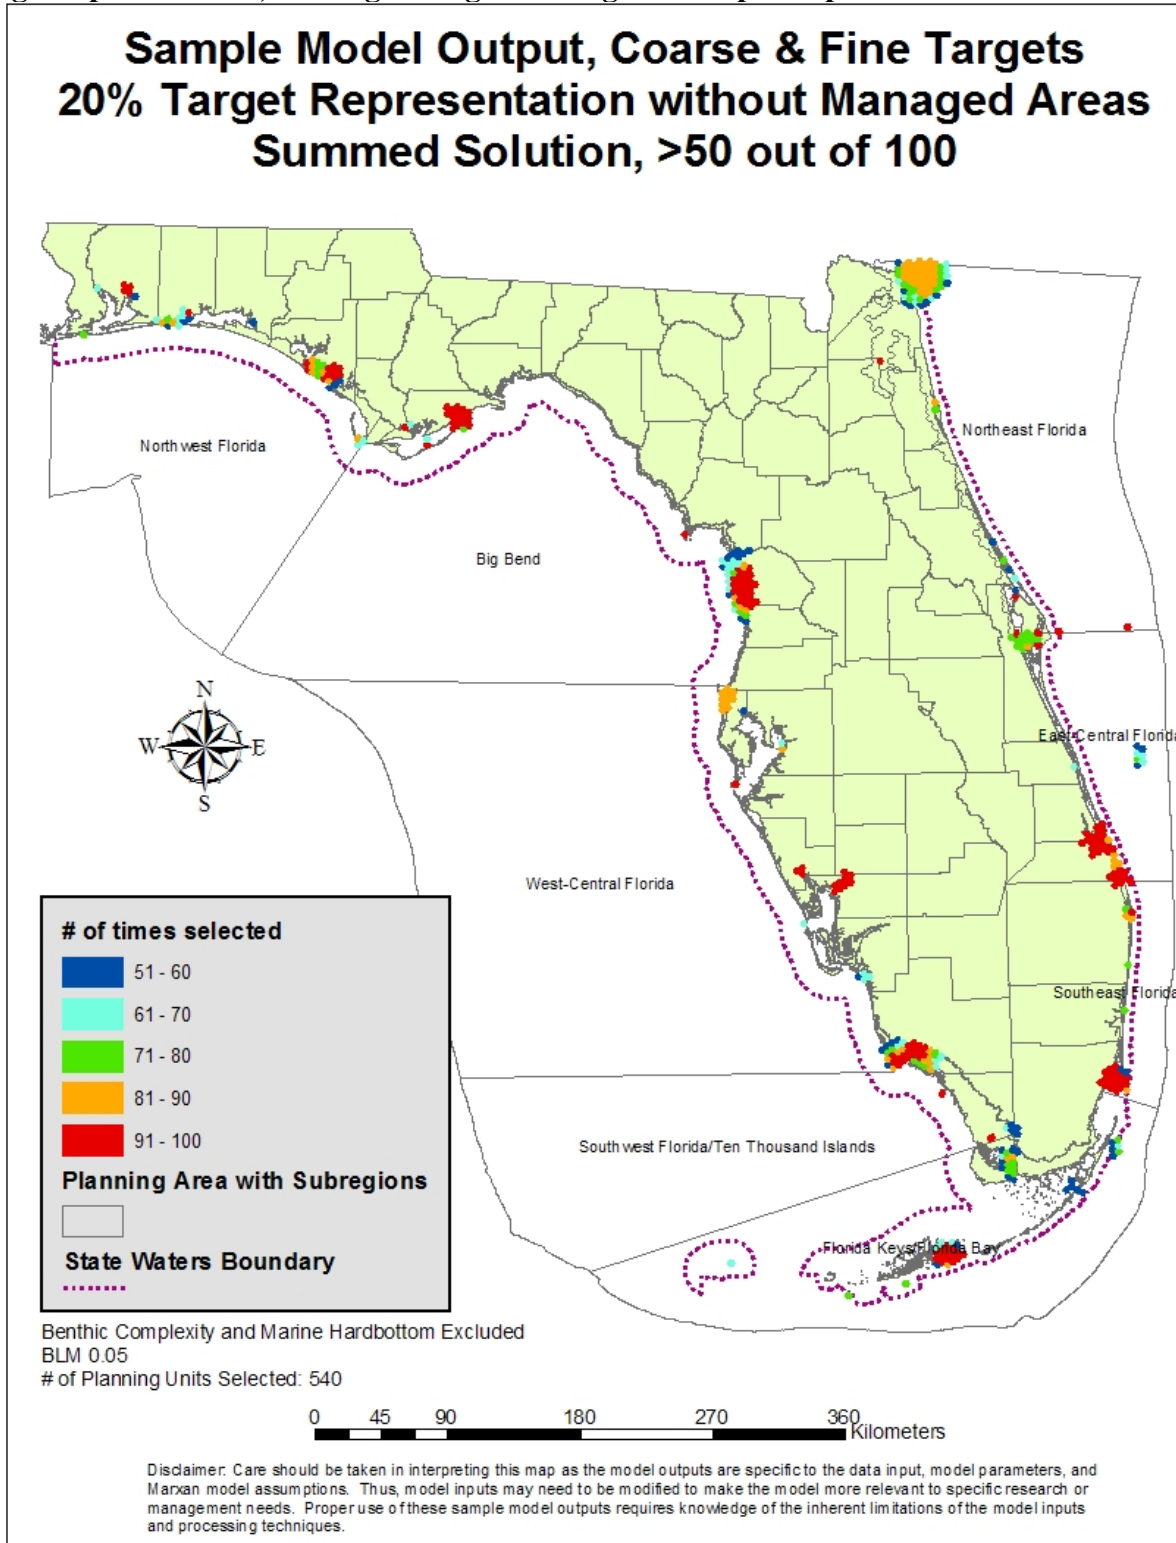 Sample Model Output, Coarse & Fine Targets
20% Target Representation without Managed Areas
Summed Solution, >50 out of 100
Northwest Florida
Northeast Florida
Big Bend
N
W
E
S
East-Central Florida
West-Central Florida
# of times selected
51 - 60
61 - 70
71 - 80
81 - 90
91 - 100
Planning Area with Subregions
State Waters Boundary
Southeast Florida
Southwest Florida/Ten Thousand Islands
Florida Keys/Florida Bay
Benthic Complexity and Marine Hardbottom Excluded
BLM 0.05
# of Planning Units Selected: 540
0 45 90 180 270 360
Kilometers
Disclaimer: Care should be taken in interpreting this map as the model outputs are specific to the data input, model parameters, and
Marxan model assumptions. Thus, model inputs may need to be modified to make the model more relevant to specific research or
management needs. Proper use of these sample model outputs requires knowledge of the inherent limitations of the model inputs
and processing techniques.